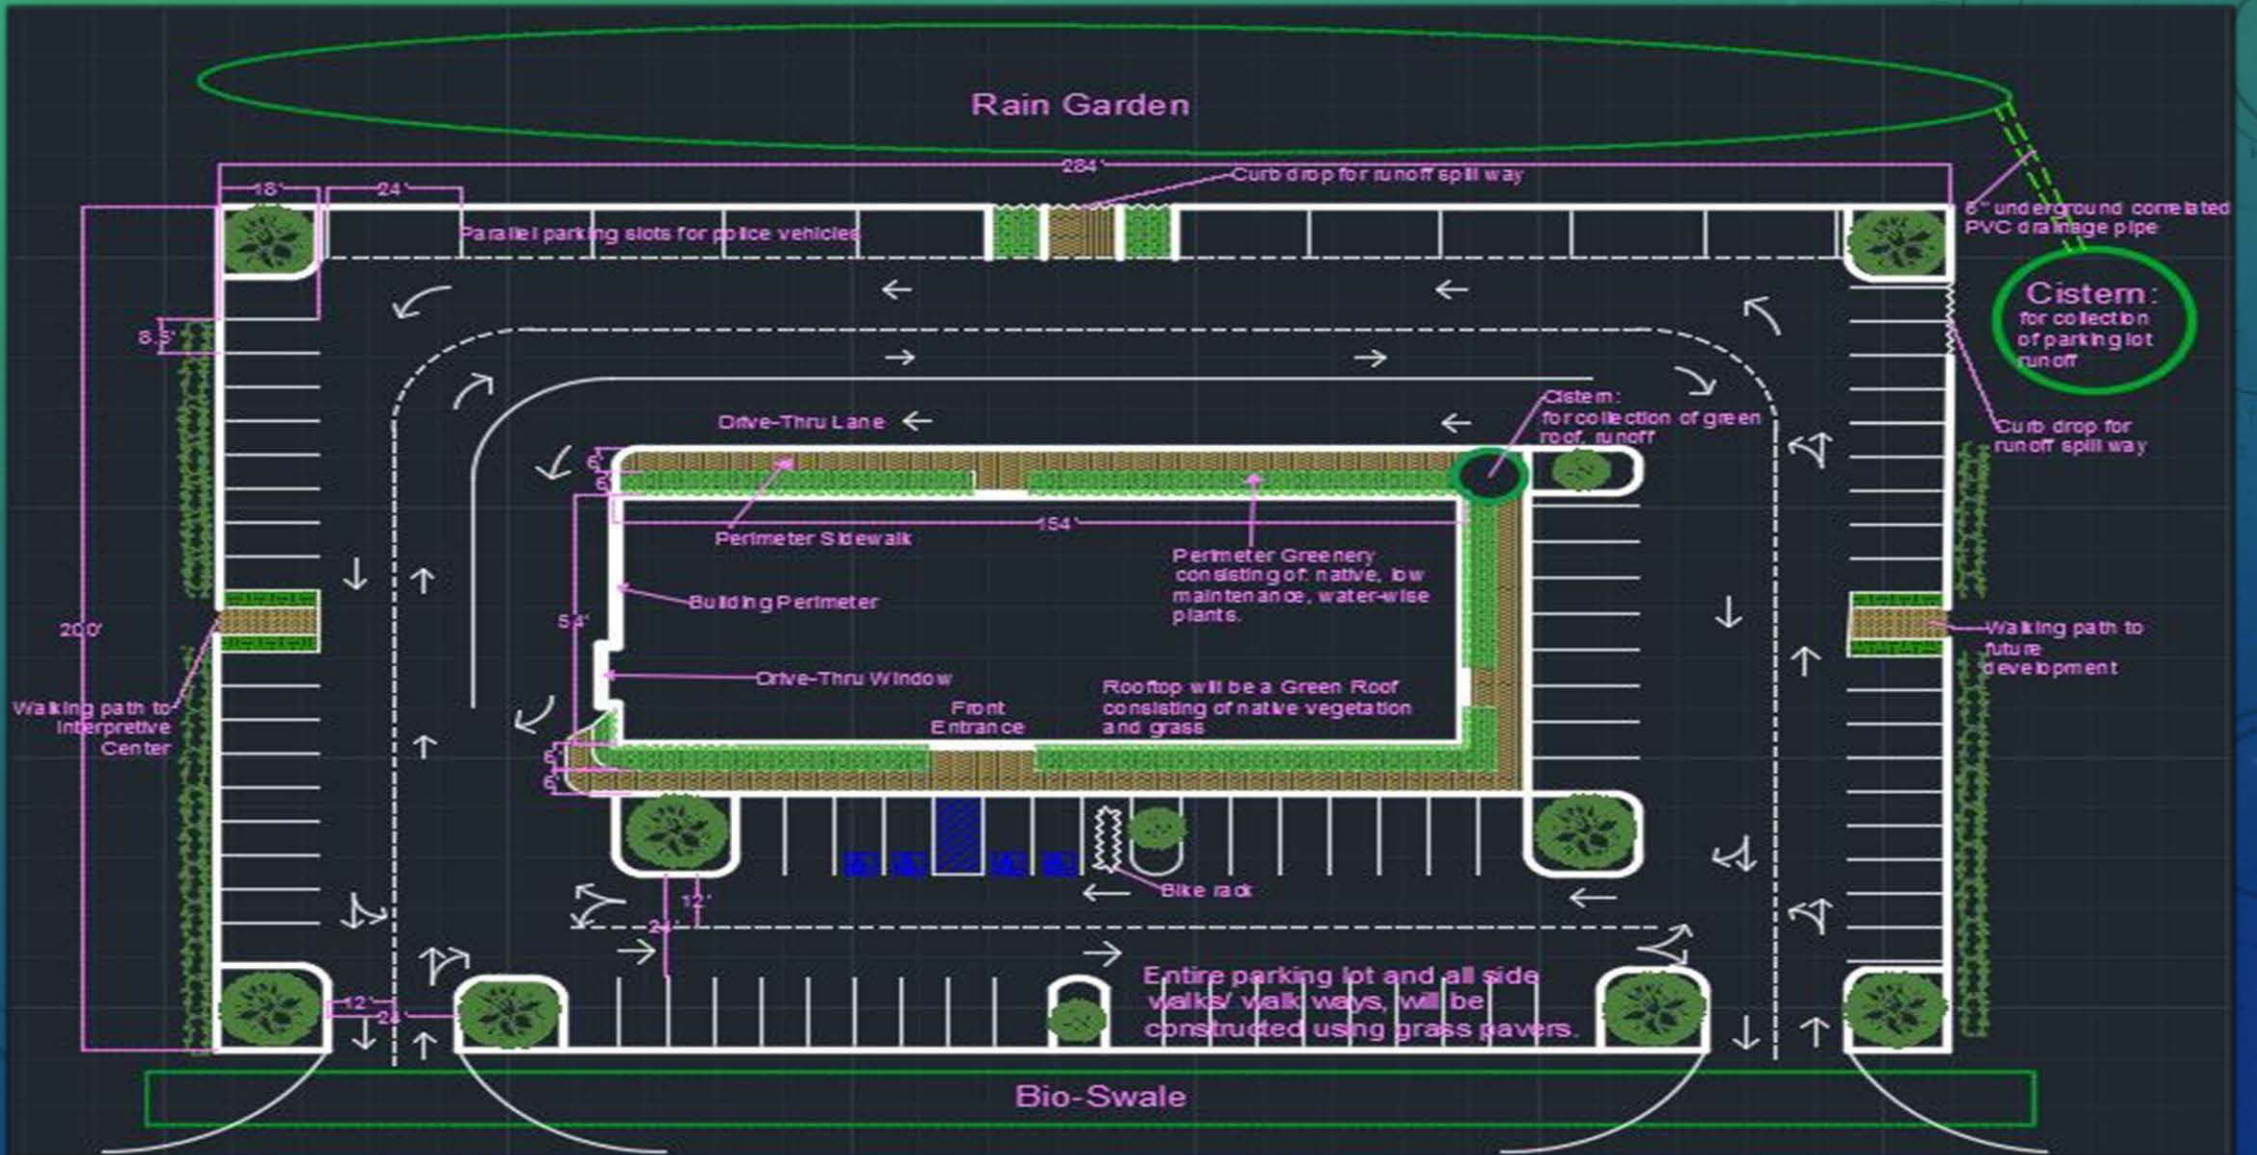 Rain Garden
284'
Curb drop for runoff spill way
18'
24'
6" underground correlated
PVC drainage pipe
Parallel parking slots for police vehicles
Cistern:
for collection
of parking lot
runoff
8.5'
Curb drop for
runoff spill way
Cistern:
for collection of green
roof, runoff
Drive-Thru Lane
6'
6'
154'
Perimeter Sidewalk
Perimeter Greenery
consisting of: native, low
maintenance, water-wise
plants.
Building Perimeter
54'
200'
Walking path to
future
development
Drive-Thru Window
Rooftop will be a Green Roof
consisting of native vegetation
and grass
Front
Entrance
Walking path to
Interpretive
Center
6'
6'
Bike rack
12'
24'
Entire parking lot and all side
walks/ walk ways, will be
constructed using grass pavers.
12'
24'
Bio-Swale